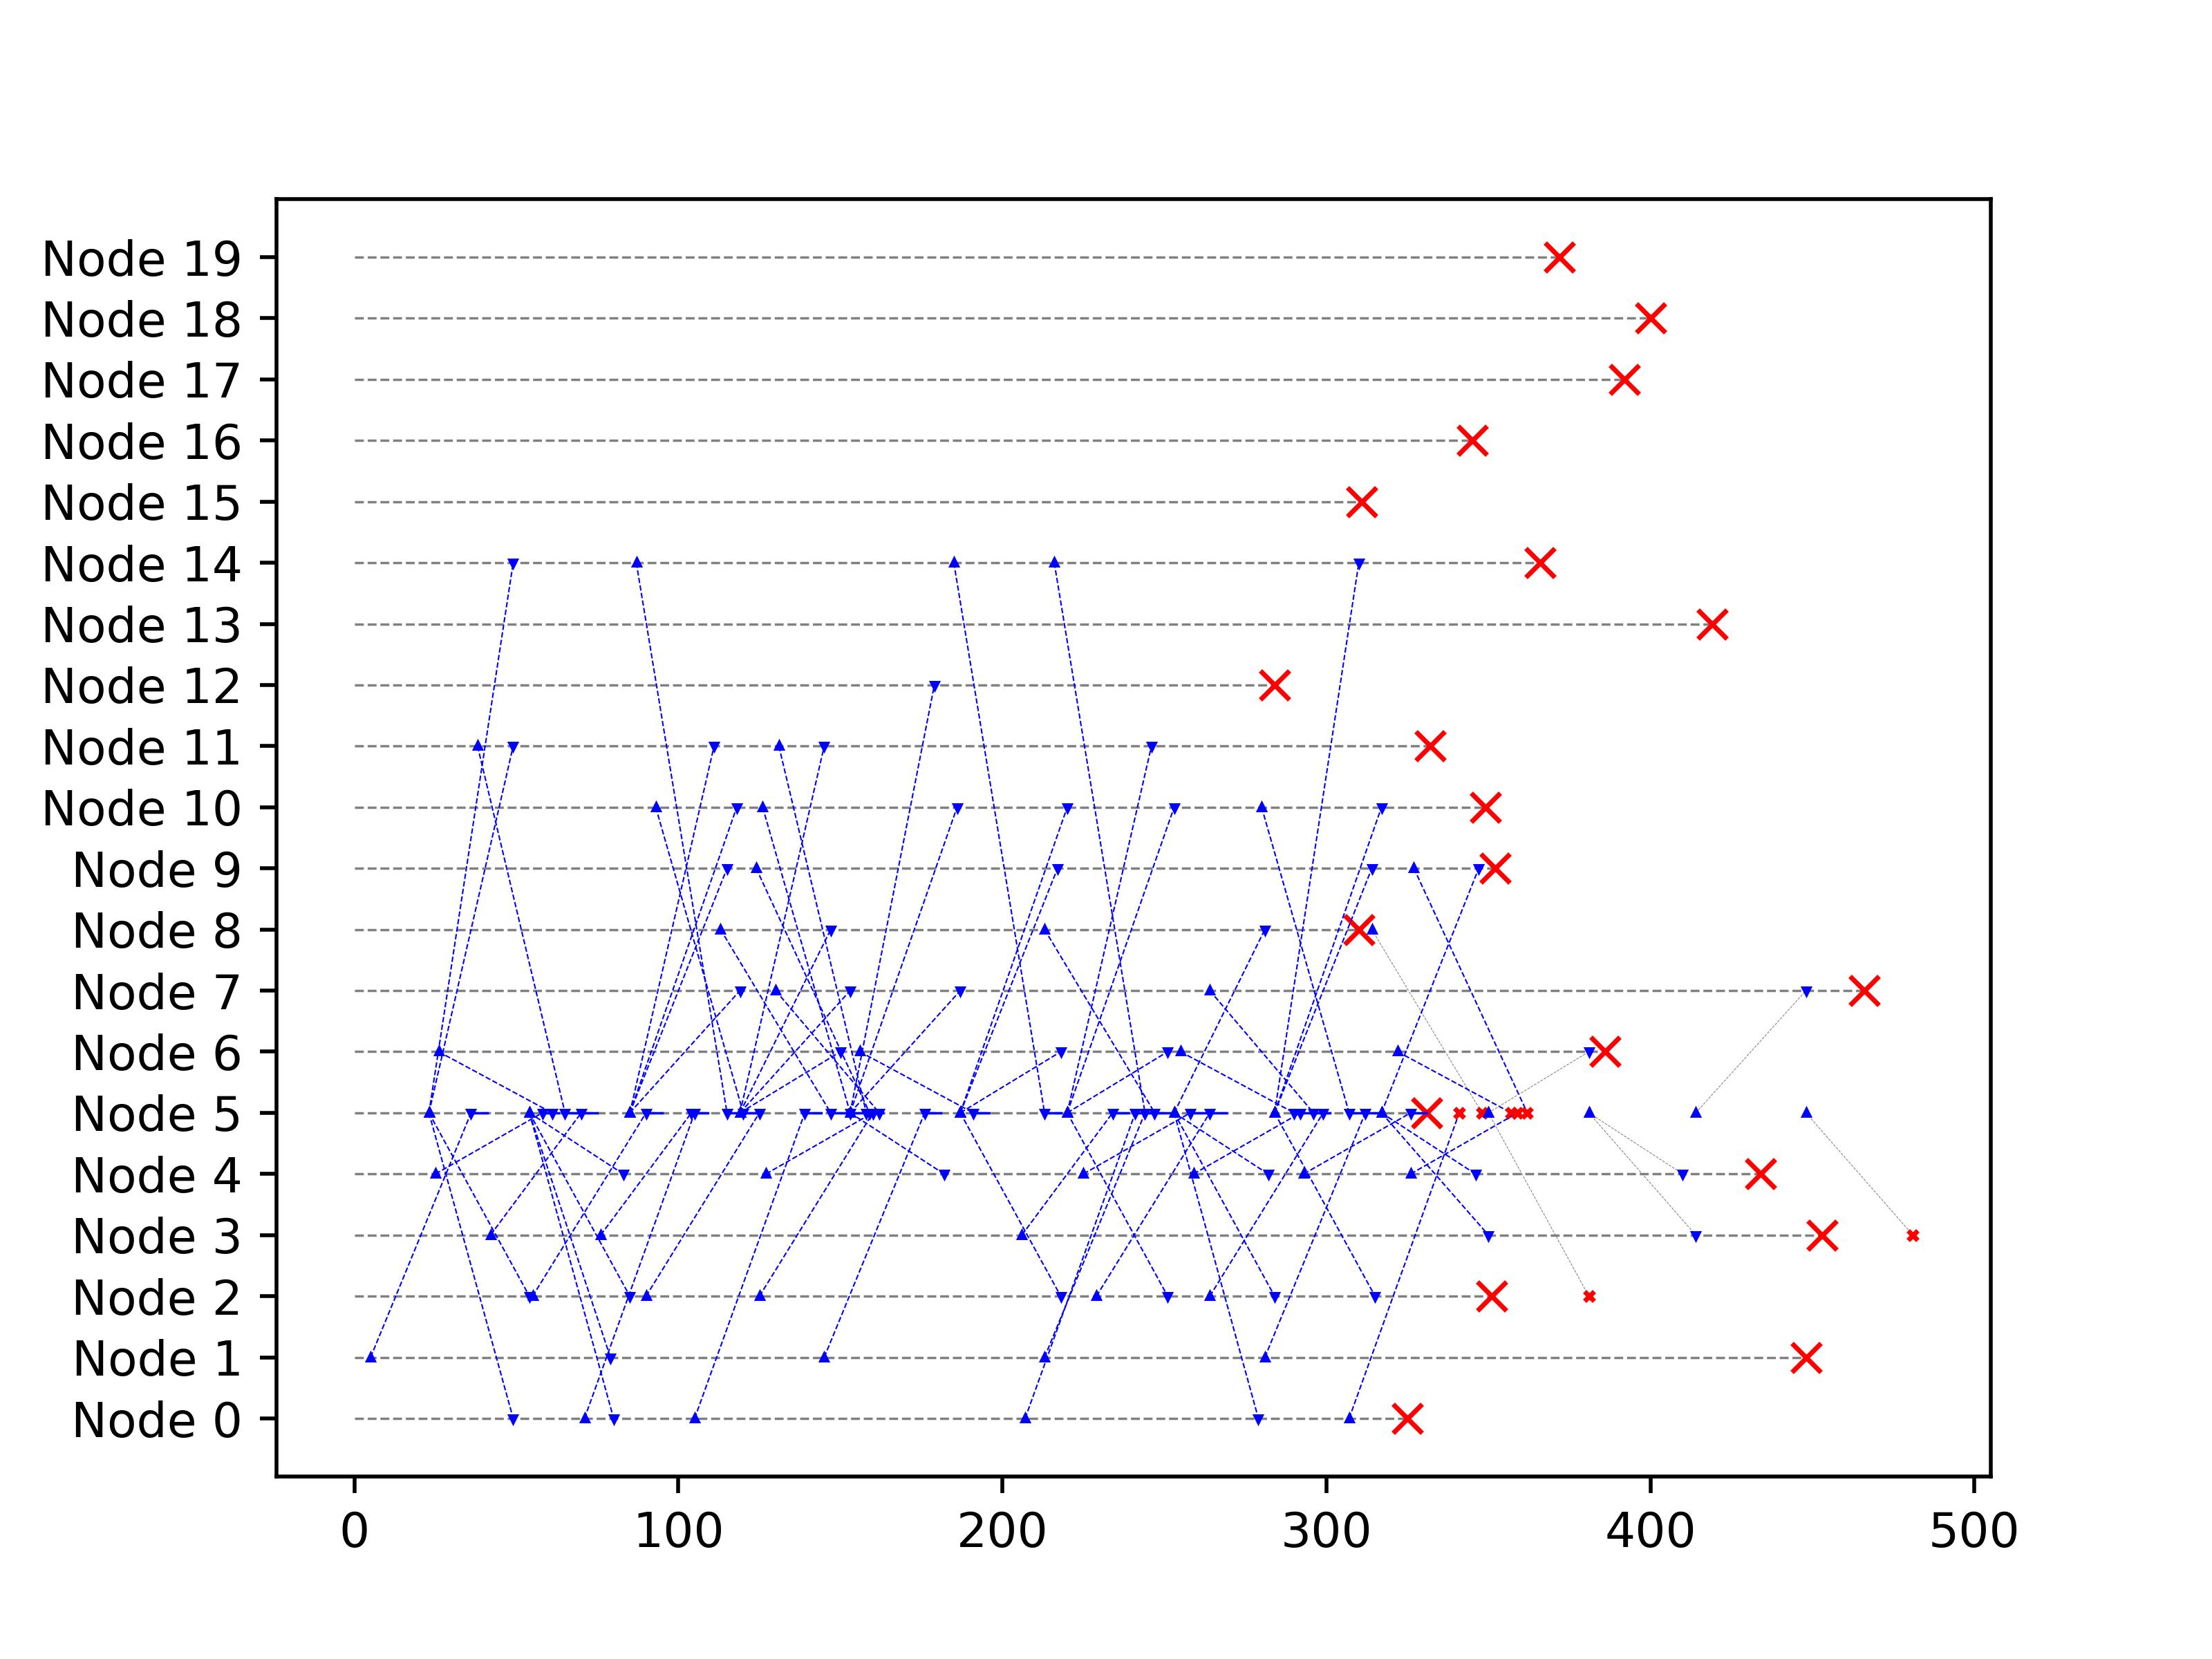 Node 19
Node 18
Node 17
Node 16
Node 15
Node 14
Node 13
Node 12
Node 11
Node 10
Node 9
Node 8
Node 7
Node 6
Node 5
Node 4
Node 3
Node 2
Node 1
Node 0
0 100 200 300 400 500